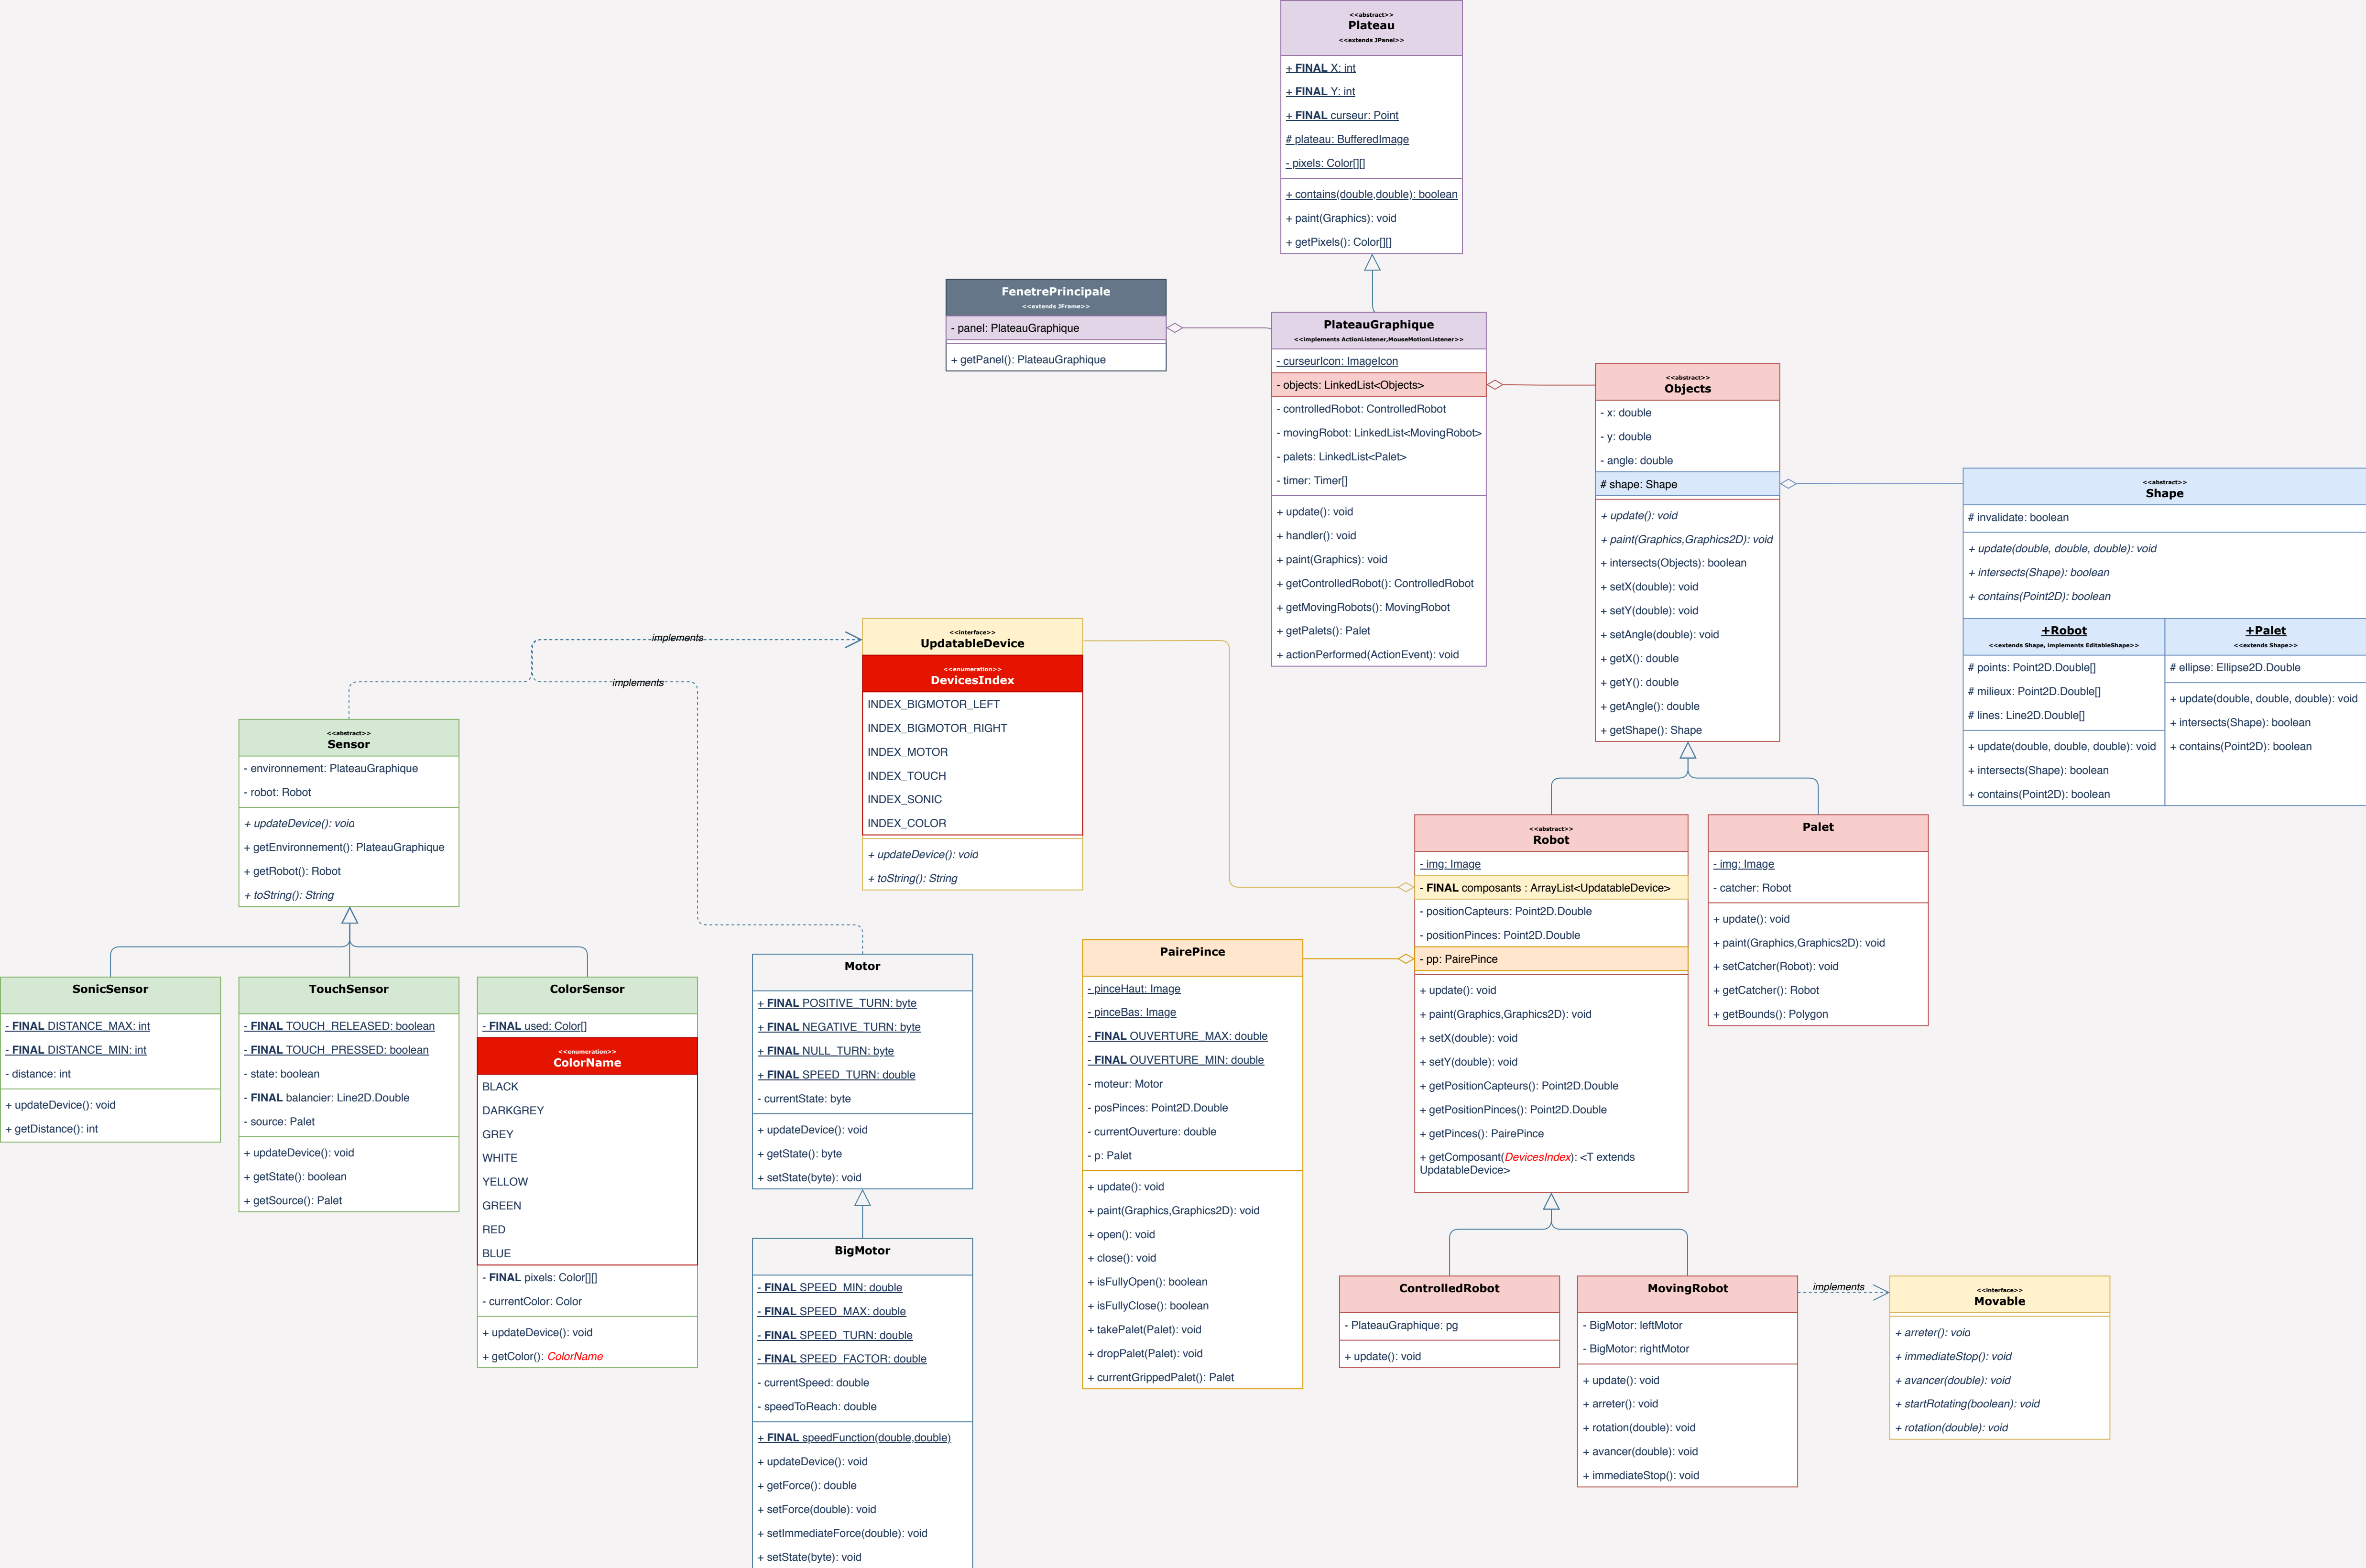 <<abstract>>
Plateau
<<extends JPanel>>
+ FINAL X: int
+ FINAL Y: int
+ FINAL curseur: Point
# plateau: BufferedImage
- pixels: Color[][]
+ contains(double,double): boolean
+ paint(Graphics): void
+ getPixels(): Color[][]
FenetrePrincipale
<<extends JFrame>>
- panel: PlateauGraphique
+ getPanel(): PlateauGraphique
PlateauGraphique
<<implements ActionListener,MouseMotionListener>>
- curseurIcon: ImageIcon
- objects: LinkedList<Objects>
- controlledRobot: ControlledRobot
- movingRobot: LinkedList<MovingRobot>
- palets: LinkedList<Palet>
- timer: Timer[]
+ update(): void
+ handler(): void
+ paint(Graphics): void
+ getControlledRobot(): ControlledRobot
+ getMovingRobots(): MovingRobot
+ getPalets(): Palet
+ actionPerformed(ActionEvent): void
<<abstract>>
Objects
- x: double
- y: double
- angle: double
# shape: Shape
+ update(): void
+ paint(Graphics,Graphics2D): void
+ intersects(Objects): boolean
+ setX(double): void
+ setY(double): void
+ setAngle(double): void
+ getX(): double
+ getY(): double
+ getAngle(): double
+ getShape(): Shape
<<abstract>>
Shape
# invalidate: boolean
+ update(double, double, double): void
+ intersects(Shape): boolean
+ contains(Point2D): boolean
+Robot
<<extends Shape, implements EditableShape>>
# points: Point2D.Double[]
# milieux: Point2D.Double[]
# lines: Line2D.Double[]
+ update(double, double, double): void
+ intersects(Shape): boolean
+ contains(Point2D): boolean
+Palet
<<extends Shape>>
# ellipse: Ellipse2D.Double
+ update(double, double, double): void
+ intersects(Shape): boolean
+ contains(Point2D): boolean
implements
implements
<<interface>>
UpdatableDevice
<<enumeration>>
DevicesIndex
INDEX_BIGMOTOR_LEFT
INDEX_BIGMOTOR_RIGHT
INDEX_MOTOR
INDEX_TOUCH
INDEX_SONIC
INDEX_COLOR
+ updateDevice(): void
+ toString(): String
<<abstract>>
Sensor
- environnement: PlateauGraphique
- robot: Robot
+ updateDevice(): void
+ getEnvironnement(): PlateauGraphique
+ getRobot(): Robot
+ toString(): String
SonicSensor
- FINAL DISTANCE_MAX: int
- FINAL DISTANCE_MIN: int
- distance: int
+ updateDevice(): void
+ getDistance(): int
TouchSensor
- FINAL TOUCH_RELEASED: boolean
- FINAL TOUCH_PRESSED: boolean
- state: boolean
- FINAL balancier: Line2D.Double
- source: Palet
+ updateDevice(): void
+ getState(): boolean
+ getSource(): Palet
ColorSensor
- FINAL used: Color[]
<<enumeration>>
ColorName
BLACK
DARKGREY
GREY
WHITE
YELLOW
GREEN
RED
BLUE
- FINAL pixels: Color[][]
- currentColor: Color
+ updateDevice(): void
+ getColor(): ColorName
Motor
+ FINAL POSITIVE_TURN: byte
+ FINAL NEGATIVE_TURN: byte
+ FINAL NULL_TURN: byte
+ FINAL SPEED_TURN: double
- currentState: byte
+ updateDevice(): void
+ getState(): byte
+ setState(byte): void
BigMotor
- FINAL SPEED_MIN: double
- FINAL SPEED_MAX: double
- FINAL SPEED_TURN: double
- FINAL SPEED_FACTOR: double
- currentSpeed: double
- speedToReach: double
+ FINAL speedFunction(double,double)
+ updateDevice(): void
+ getForce(): double
+ setForce(double): void
+ setImmediateForce(double): void
+ setState(byte): void
PairePince
- pinceHaut: Image
- pinceBas: Image
- FINAL OUVERTURE_MAX: double
- FINAL OUVERTURE_MIN: double
- moteur: Motor
- posPinces: Point2D.Double
- currentOuverture: double
- p: Palet
+ update(): void
+ paint(Graphics,Graphics2D): void
+ open(): void
+ close(): void
+ isFullyOpen(): boolean
+ isFullyClose(): boolean
+ takePalet(Palet): void
+ dropPalet(Palet): void
+ currentGrippedPalet(): Palet
<<abstract>>
Robot
- img: Image
- FINAL composants : ArrayList<UpdatableDevice>
- positionCapteurs: Point2D.Double
- positionPinces: Point2D.Double
- pp: PairePince
+ update(): void
+ paint(Graphics,Graphics2D): void
+ setX(double): void
+ setY(double): void
+ getPositionCapteurs(): Point2D.Double
+ getPositionPinces(): Point2D.Double
+ getPinces(): PairePince
+ getComposant(DevicesIndex): <T extends
UpdatableDevice>
Palet
- img: Image
- catcher: Robot
+ update(): void
+ paint(Graphics,Graphics2D): void
+ setCatcher(Robot): void
+ getCatcher(): Robot
+ getBounds(): Polygon
ControlledRobot
- PlateauGraphique: pg
+ update(): void
MovingRobot
- BigMotor: leftMotor
- BigMotor: rightMotor
+ update(): void
+ arreter(): void
+ rotation(double): void
+ avancer(double): void
+ immediateStop(): void
implements
<<interface>>
Movable
+ arreter(): void
+ immediateStop(): void
+ avancer(double): void
+ startRotating(boolean): void
+ rotation(double): void